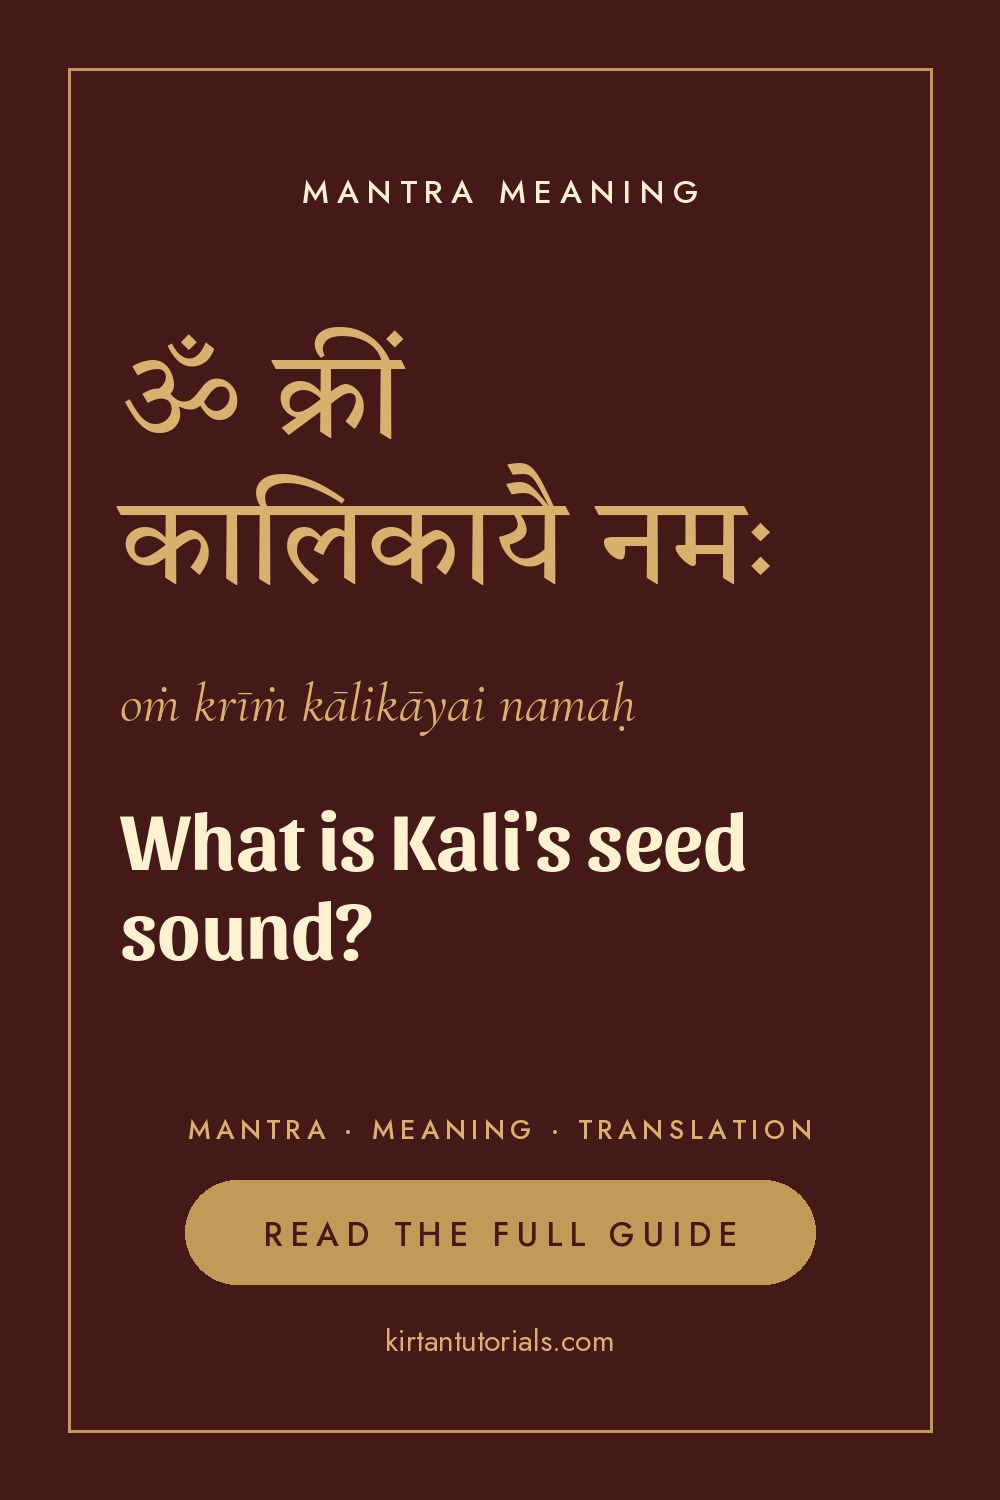 MANTRA MEANING
ॐ क्रीं
कालिकायै नमः
oṁ krīṁ kālikāyai namaḥ
What is Kali's seed
sound?
MANTRA · MEANING · TRANSLATION
READ THE FULL GUIDE
kirtantutorials.com